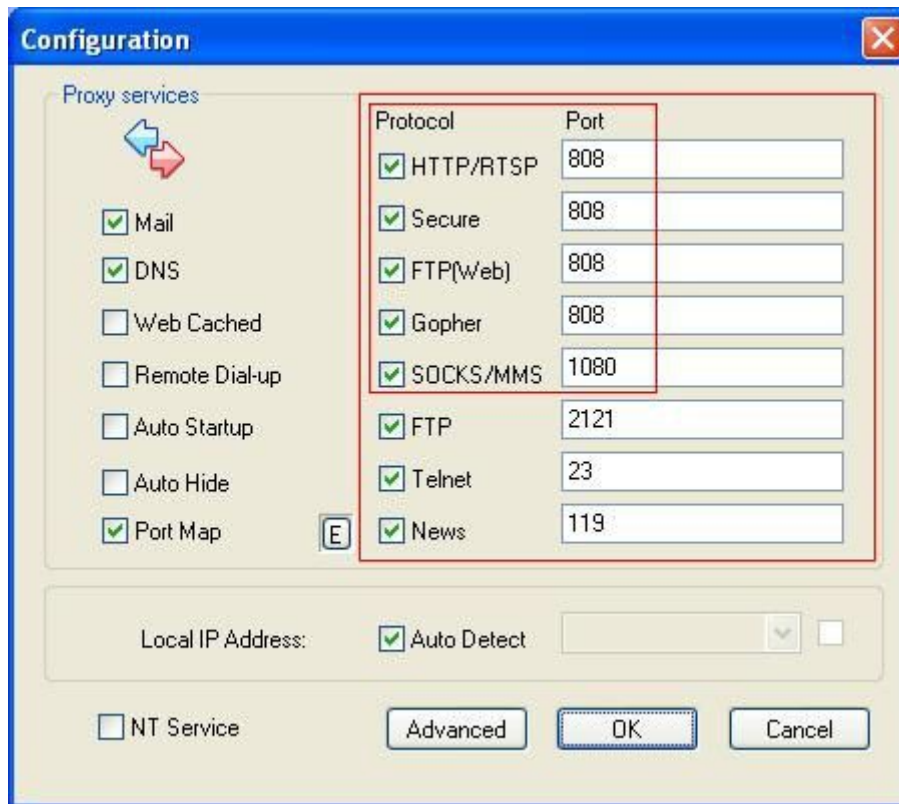 Configuration
Proxy services
Protocol Port
HTTP/RTSP 808
Mail
Secure 808
DNS
FTP(Web) 808
Web Cached
Gopher 808
Remote Dial-up
SOCKS/MMS 1080
Auto Startup
FTP 2121
Auto Hide
Telnet 23
Port Map E
News 119
Local IP Address: Auto Detect
NT Service Advanced OK Cancel